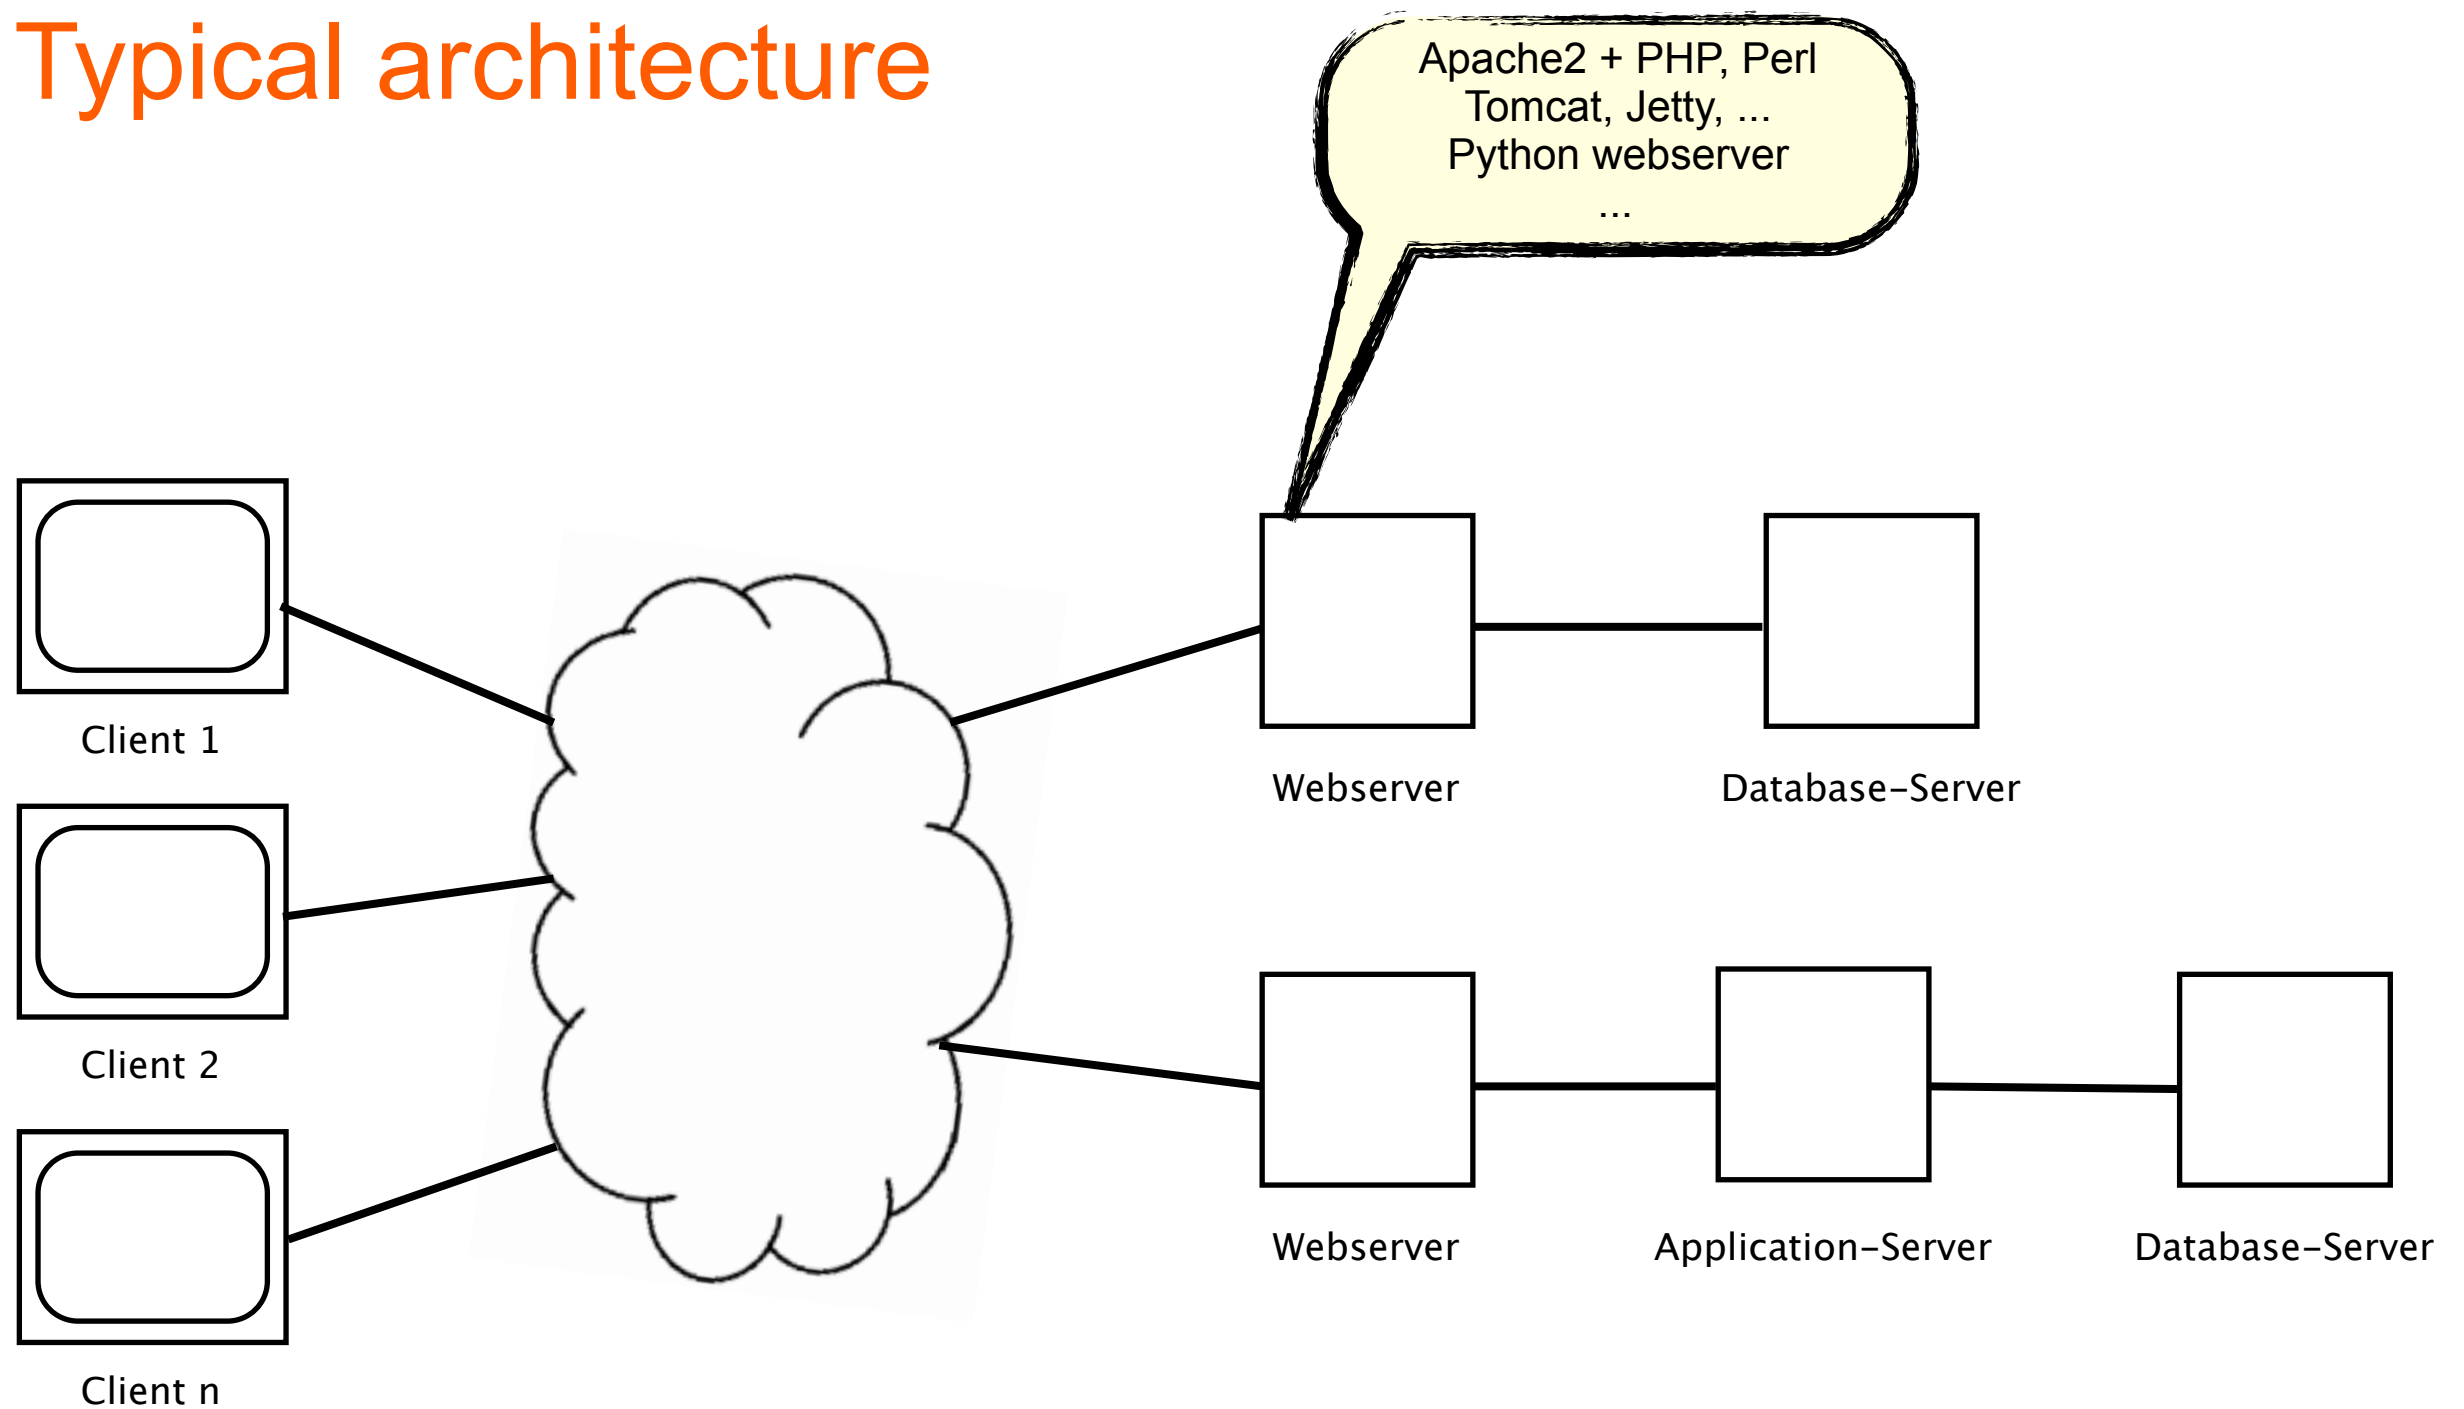 Typical architecture
Apache2 + PHP, Perl
Tomcat, Jetty, ...
Python webserver
...
Client 1
Webserver
Database-Server
Client 2
Webserver
Application-Server
Database-Server
Client n